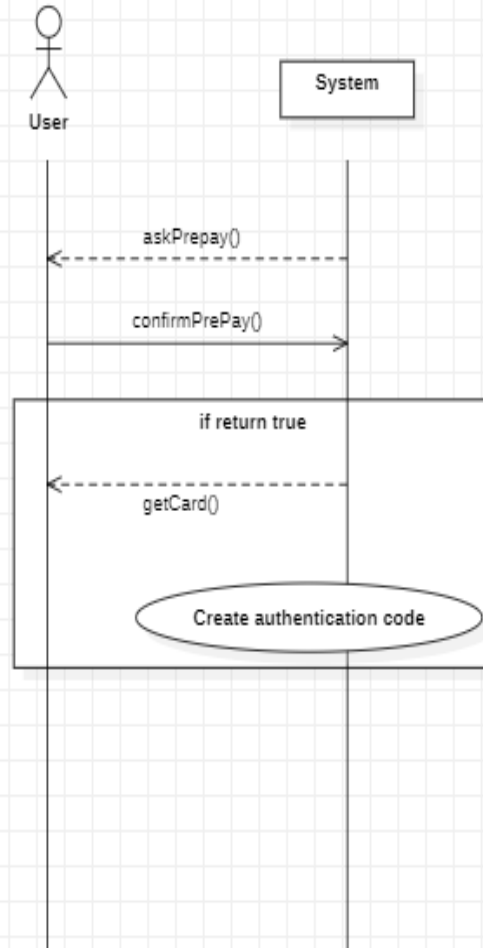 System
User
askPrepay()
confirmPrePay()
if return true
getCard()
Create authentication code